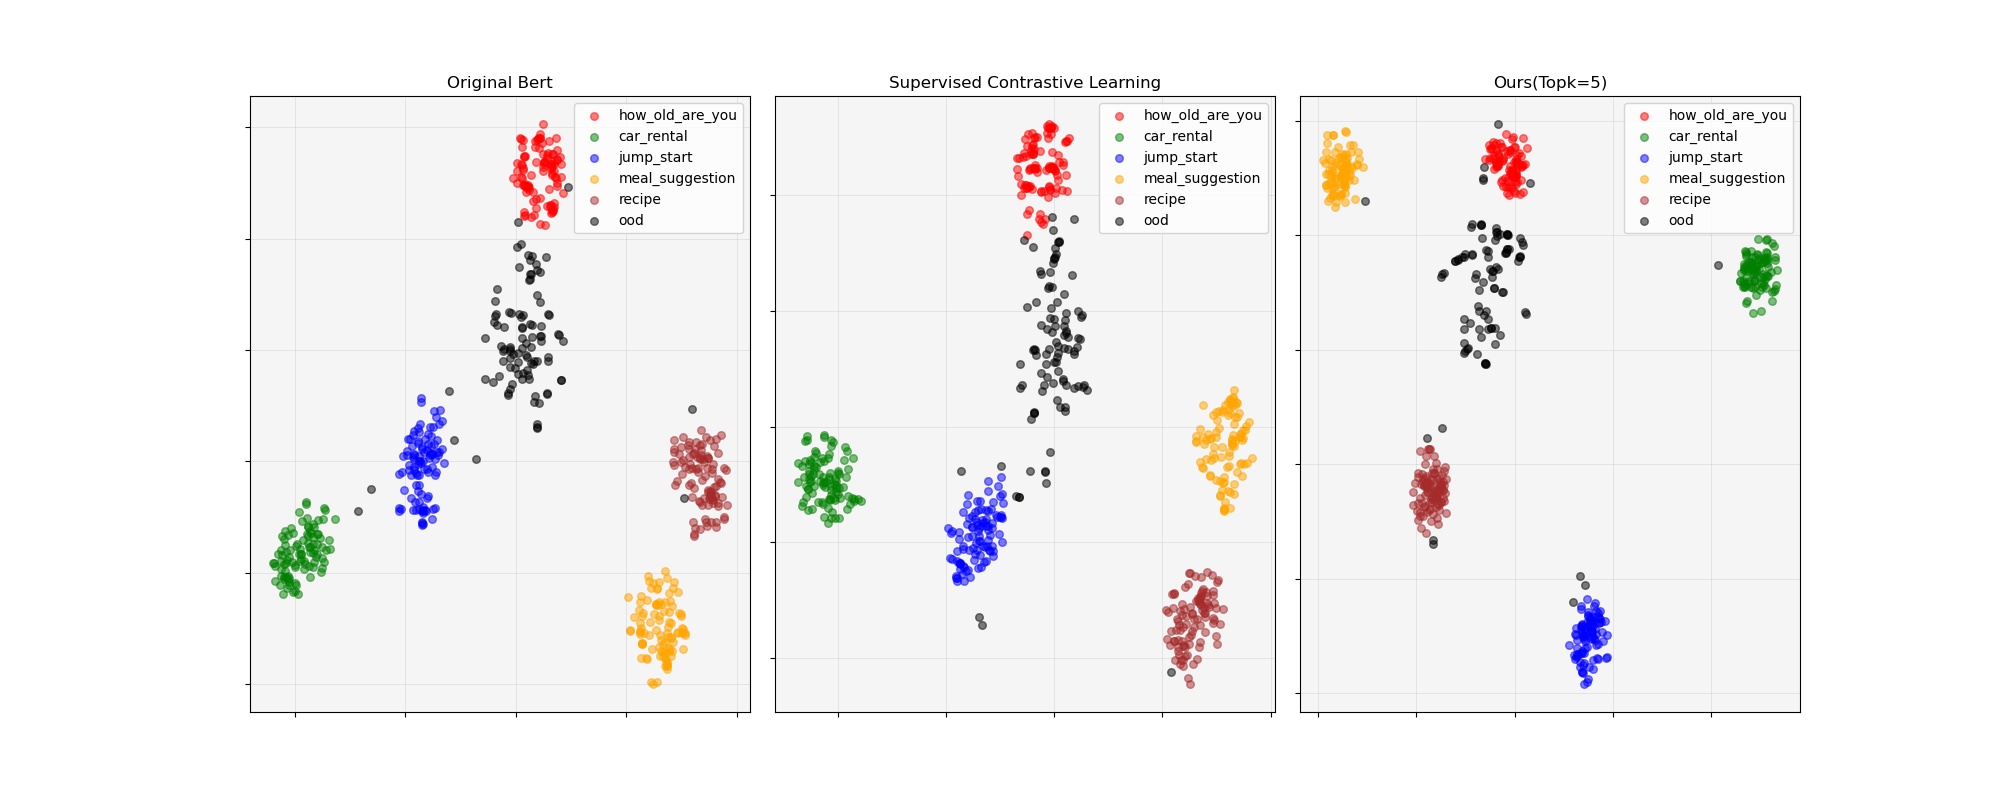 Original Bert
how_old_are_you
car_rental
jump_start
meal_suggestion
recipe
ood
Supervised Contrastive Learning
how_old_are_you
car_rental
jump_start
meal_suggestion
recipe
ood
Ours(Topk=5)
how_old_are_you
car_rental
jump_start
meal_suggestion
recipe
ood